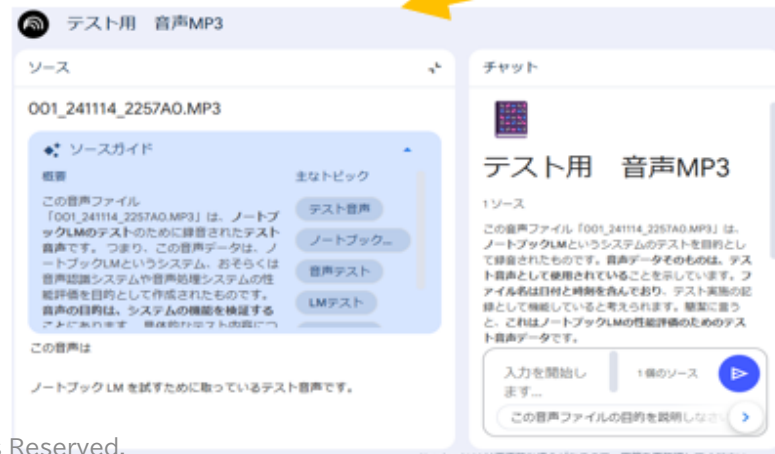 テスト用 音声MP3
ソース
001_241114_2257A0.MP3
ソースガイド
概要
この音声ファイル
「001_241114_2257A0.MP3」は、ノートブ
ックLMのテストのために録音されたテスト
音声です。 つまり、この音声データは、ノ
ートブックLMというシステム、おそらくは
音声認識システムや音声処理システムの性
能評価を目的として作成されたものです。
音声の目的は、システムの機能を検証する
ことにあります。 具体的なテスト内容につ
主なトピック
テスト音声
ノートブック...
音声テスト
LMテスト
この音声は
ノートブック LM を試すために取っているテスト音声です。
チャット
テスト用 音声MP3
1 ソース
この音声ファイル「001_241114_2257A0.MP3」は、
ノートブックLMというシステムのテストを目的とし
て録音されたものです。音声データそのものは、テス
ト音声として使用されていることを示しています。フ
ァイル名は日付と時刻を含んでおり、テスト実施の記
録として機能していると考えられます。簡潔に言う
と、これはノートブックLMの性能評価のためのテス
ト音声データです。
入力を開始し
ます...
1 個のソース
この音声ファイルの目的を説明しなさい
s Reserved.